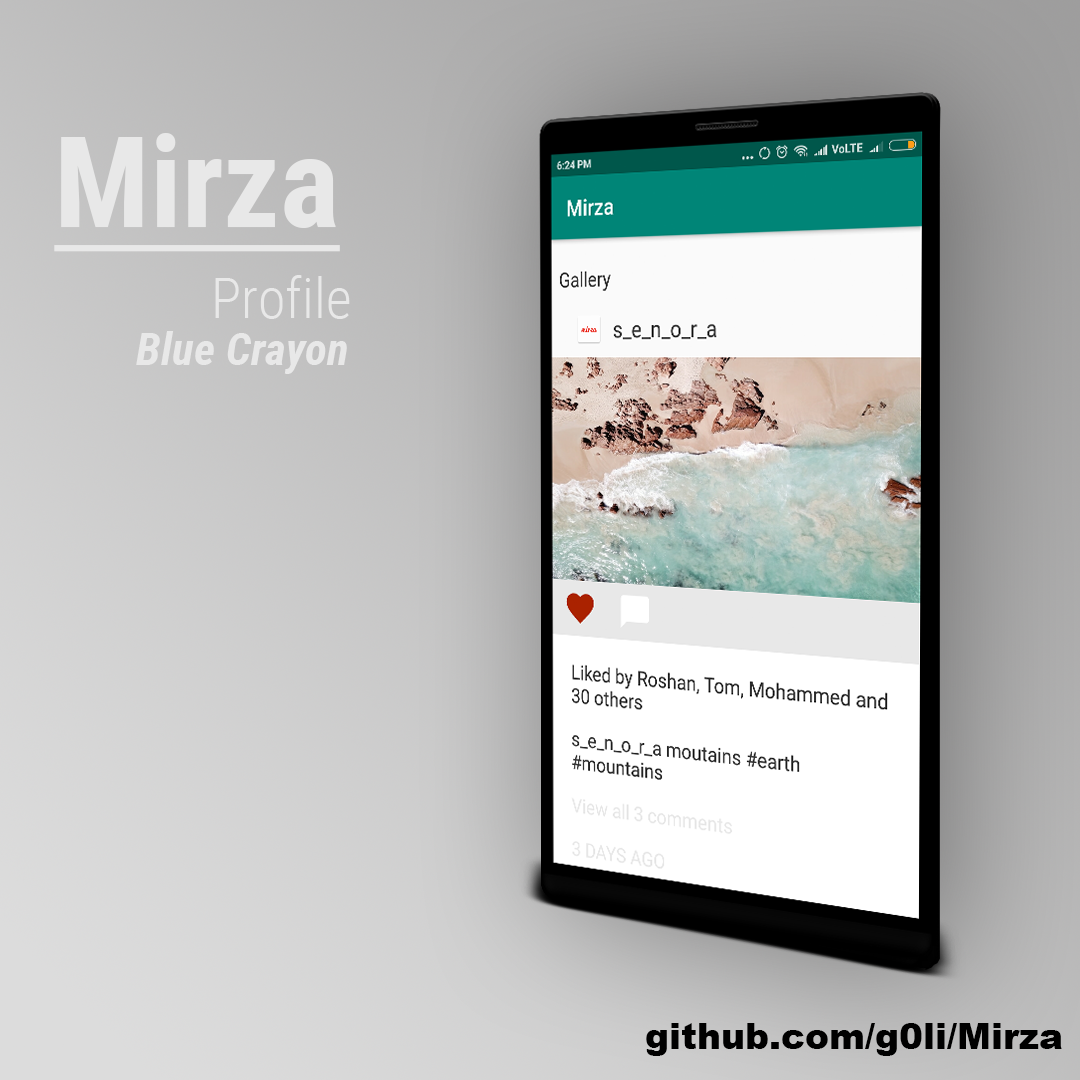 Mirza
Profile
Blue Crayon
6:24 PM
VoLTE
Mirza
Gallery
mirza
s_e_n_o_r_a
Liked by Roshan, Tom, Mohammed and
30 others
s_e_n_o_r_a moutains #earth
#mountains
View all 3 comments
3 DAYS AGO
github.com/g0li/Mirza